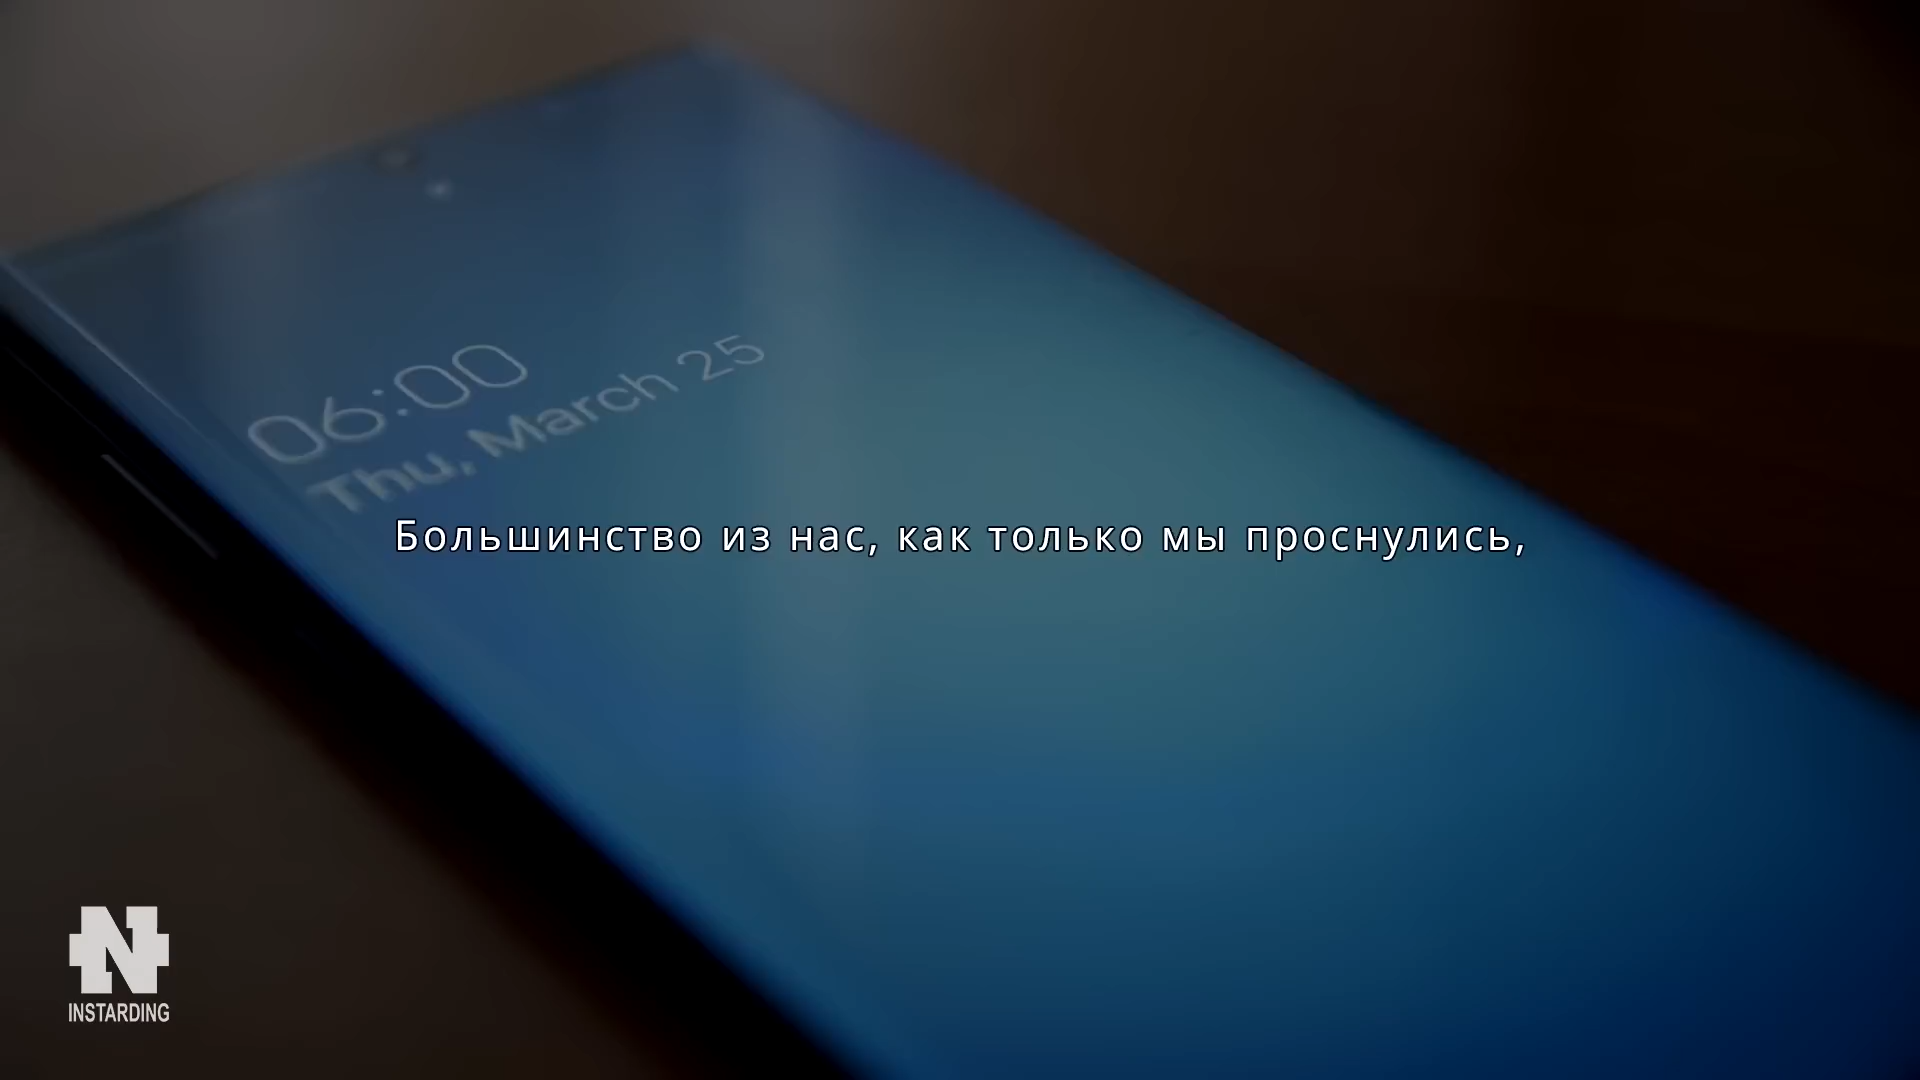 06:00
Thu, March 25
Большинство из нас, как только мы проснулись,
N
INSTARDING